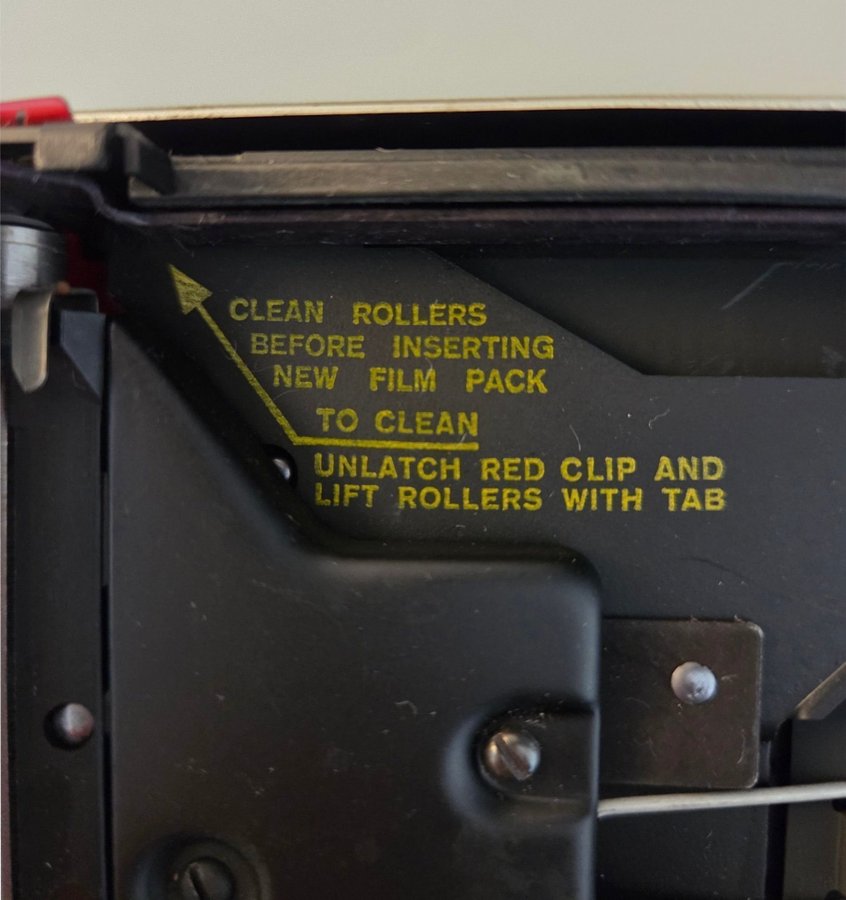 CLEAN ROLLERS
BEFORE INSERTING
NEW FILM PACK
TO CLEAN
UNLATCH RED CLIP AND
LIFT ROLLERS WITH TAB